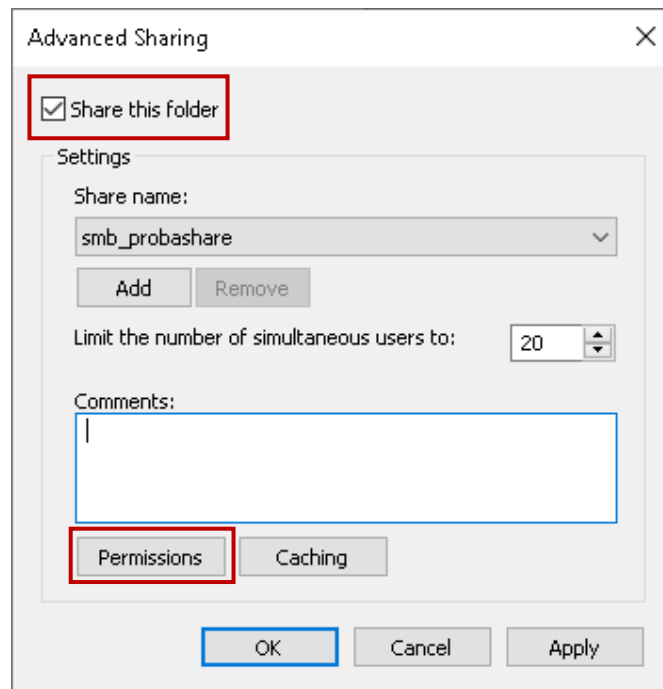 Advanced Sharing
Share this folder
Settings
Share name:
smb_probashare
Add Remove
Limit the number of simultaneous users to: 20
Comments:
Permissions Caching
OK Cancel Apply